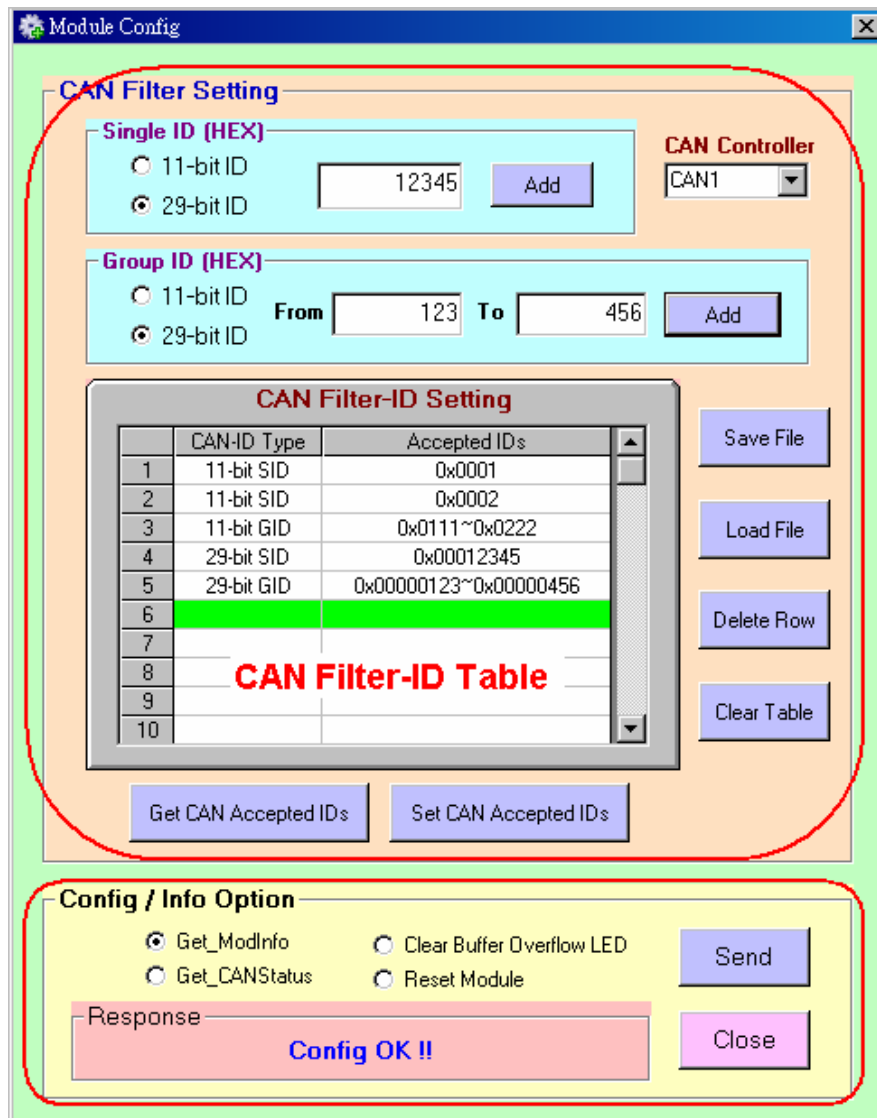 Module Config
CAN Filter Setting
Single ID (HEX)
11-bit ID
29-bit ID
12345
Add
CAN Controller
CAN1
Group ID (HEX)
11-bit ID
29-bit ID
From 123 To 456
Add
CAN Filter-ID Setting
CAN-ID Type Accepted IDs
1 11-bit SID 0x0001
2 11-bit SID 0x0002
3 11-bit GID 0x0111~0x0222
4 29-bit SID 0x00012345
5 29-bit GID 0x00000123~0x00000456
6
7
8
9
10
CAN Filter-ID Table
Save File
Load File
Delete Row
Clear Table
Get CAN Accepted IDs
Set CAN Accepted IDs
Config / Info Option
Get_ModInfo
Clear Buffer Overflow LED
Get_CANStatus
Reset Module
Send
Response
Config OK !!
Close